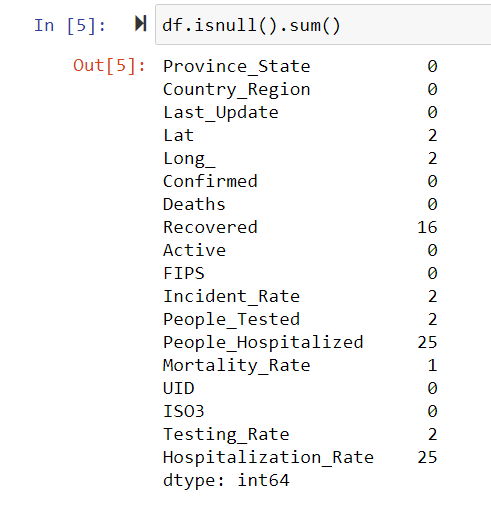 In [5]: df.isnull().sum()
Out[5]: Province_State 0
Country_Region 0
Last_Update 0
Lat 2
Long_ 2
Confirmed 0
Deaths 0
Recovered 16
Active 0
FIPS 0
Incident_Rate 2
People_Tested 2
People_Hospitalized 25
Mortality_Rate 1
UID 0
ISO3 0
Testing_Rate 2
Hospitalization_Rate 25
dtype: int64